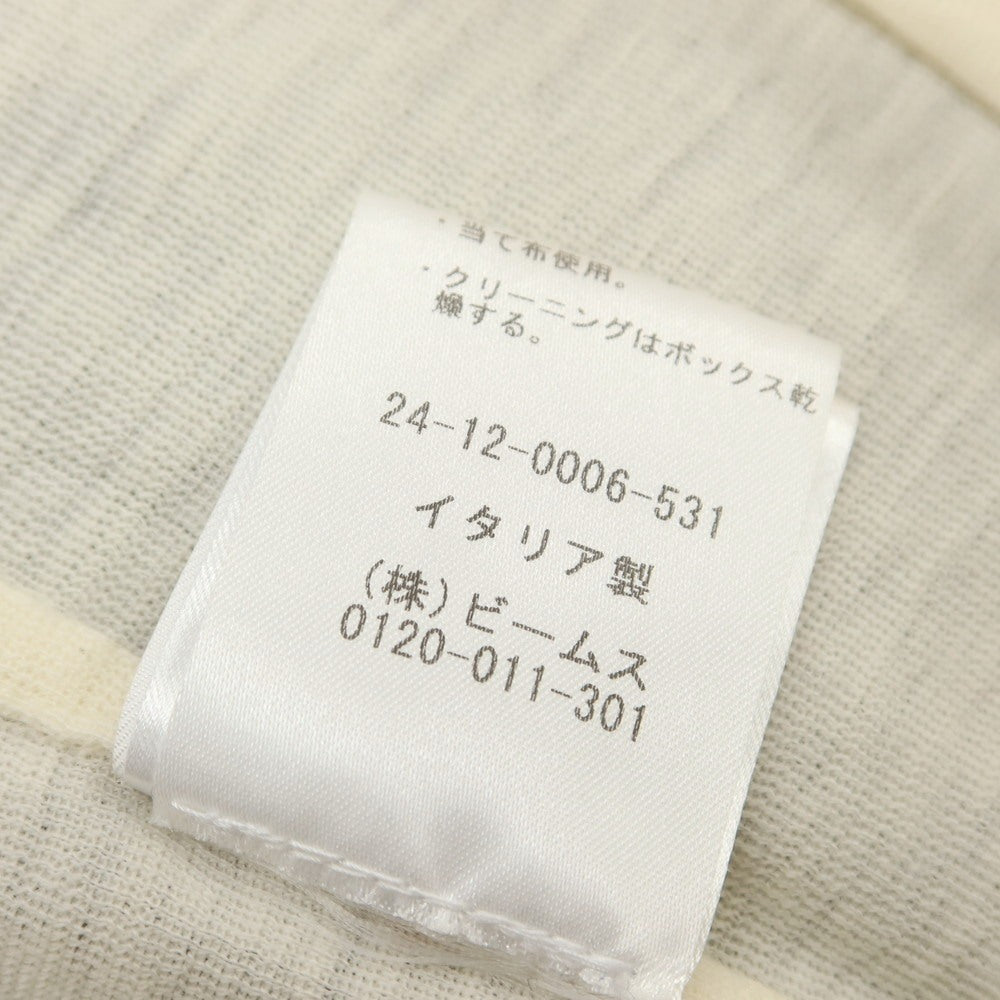 ・当て布使用。
・クリーニングはボックス乾
燥する。
24-12-0006-531
イタリア製
(株)ビームス
0120-011-301